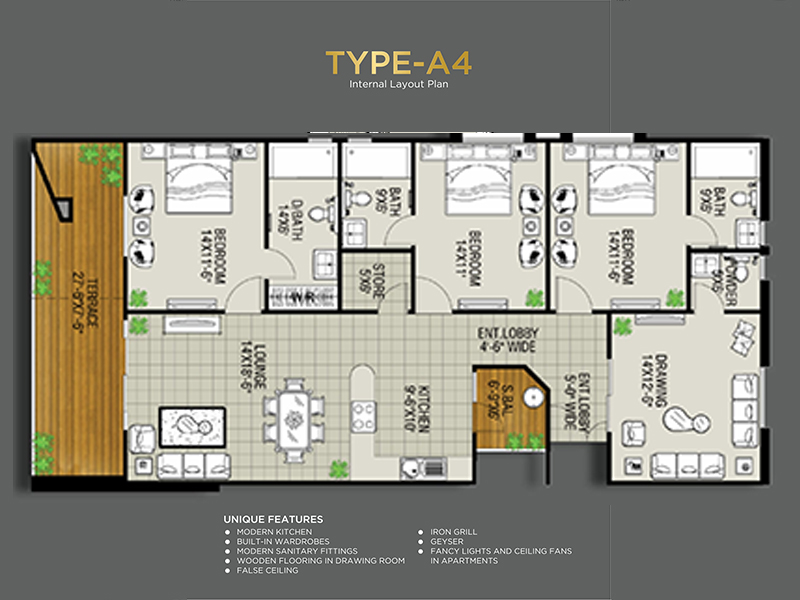 TYPE-A4
Internal Layout Plan
TERRACE
27'-6"X7'-6"
BEDROOM
14'X11'-6"
D/BATH
14'X6'
W.R
BATH
9'X6'
STORE
5'X6'
BEDROOM
14'X11'
BEDROOM
14'X11'-6"
BATH
9'X6'
POWDER
5'X6'
LOUNGE
14'X18'-6"
KITCHEN
9'-6"X10'
ENT.LOBBY
4'-6" WIDE
S.BAL
6'-9"X6'
ENT.LOBBY
5'-0" WIDE
DRAWING
14'X12'-6"
UNIQUE FEATURES
MODERN KITCHEN
BUILT-IN WARDROBES
MODERN SANITARY FITTINGS
WOODEN FLOORING IN DRAWING ROOM
FALSE CEILING
IRON GRILL
GEYSER
FANCY LIGHTS AND CEILING FANS
IN APARTMENTS